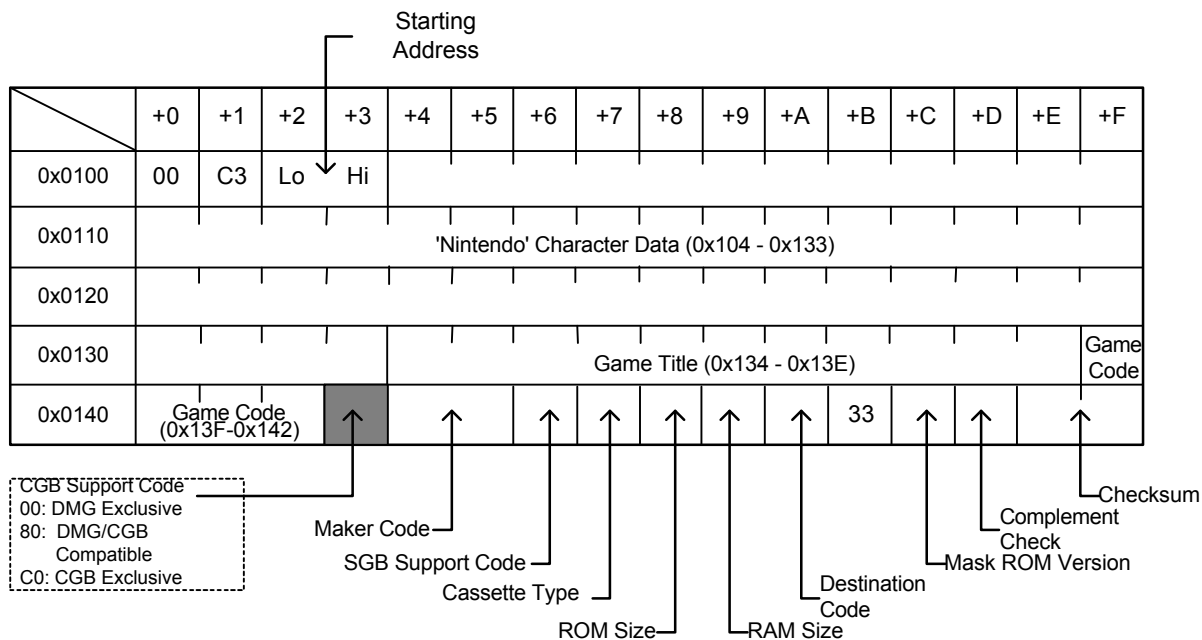 Starting
Address
+0 +1 +2 +3 +4 +5 +6 +7 +8 +9 +A +B +C +D +E +F
0x0100 00 C3 Lo Hi
0x0110 'Nintendo' Character Data (0x104 - 0x133)
0x0120
0x0130 Game Title (0x134 - 0x13E) Game
Code
0x0140 Game Code
(0x13F-0x142) 33
CGB Support Code
00: DMG Exclusive
80: DMG/CGB
Compatible
C0: CGB Exclusive
Maker Code
SGB Support Code
Cassette Type
ROM Size
RAM Size
Destination
Code
Mask ROM Version
Complement
Check
Checksum